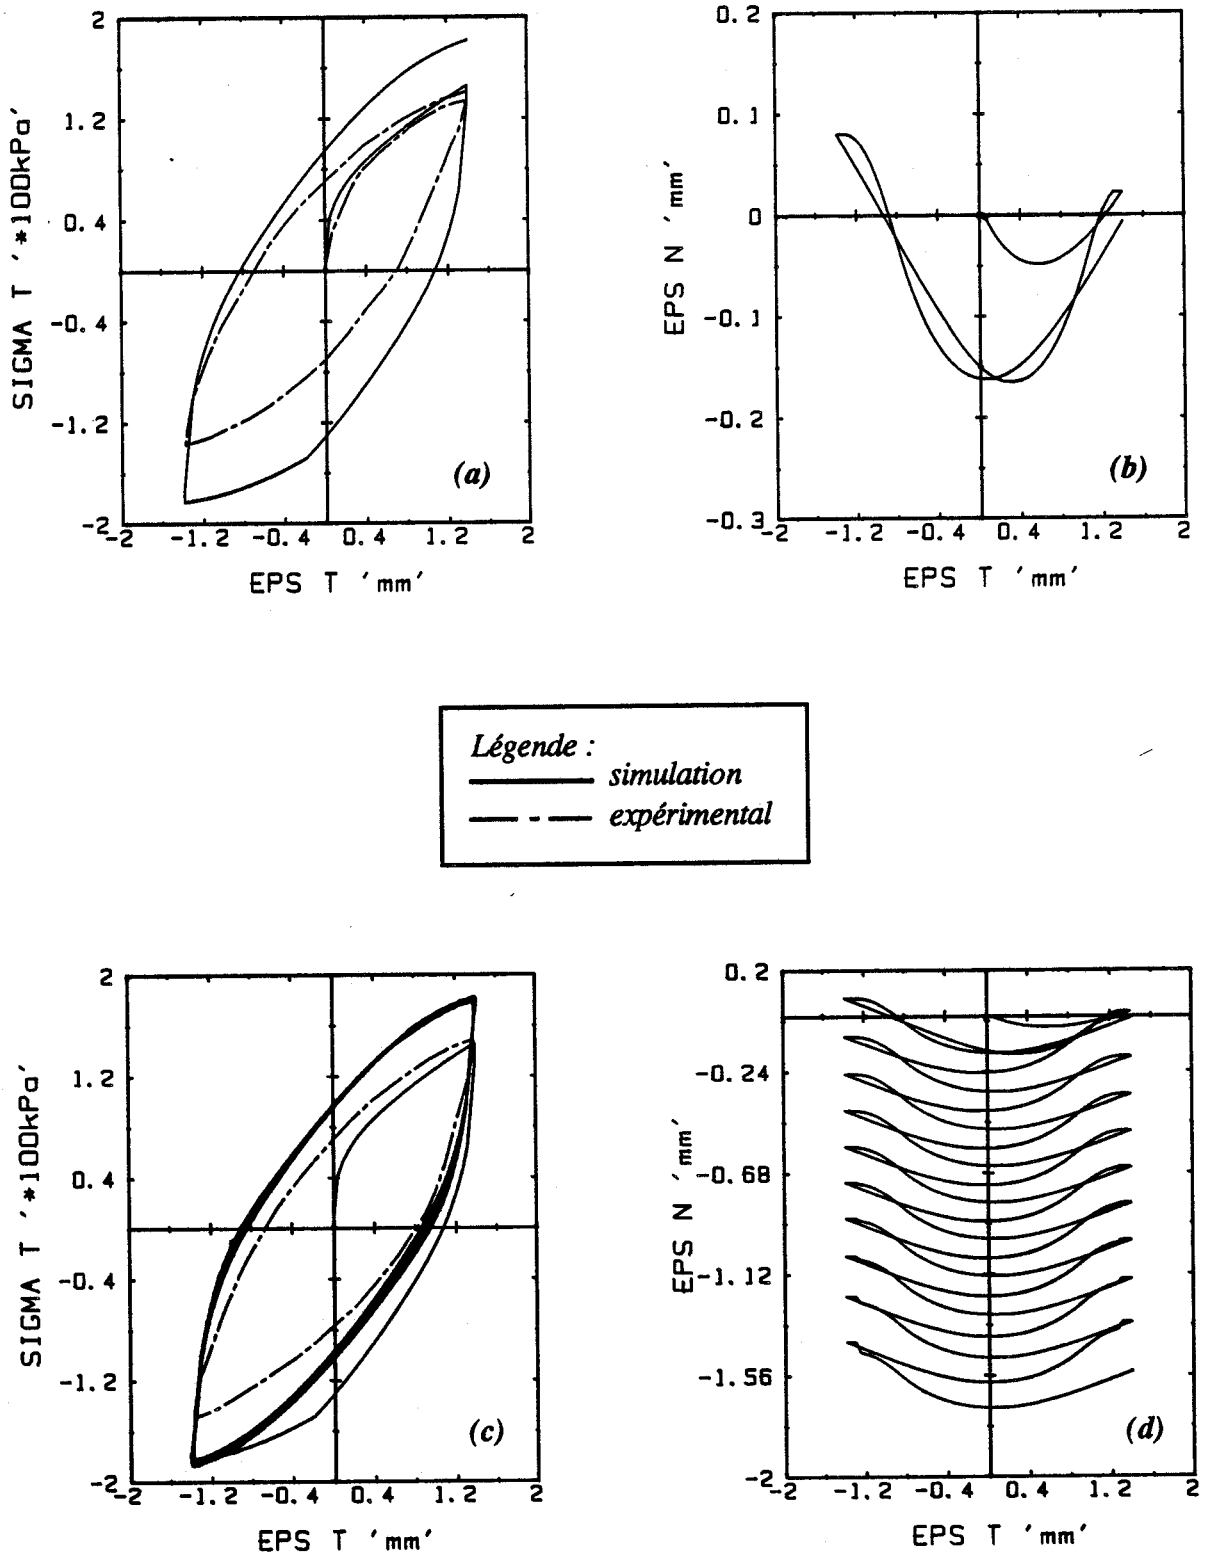 2
1.2
0.4
-0.4
-1.2
-2
SIGMA T '*100kPa'
-2 -1.2 -0.4 0.4 1.2 2
EPS T 'mm'
(a)
0.2
0.1
0
-0.1
-0.2
-0.3
EPS N 'mm'
-2 -1.2 -0.4 0.4 1.2 2
EPS T 'mm'
(b)
Légende :
simulation
expérimental
2
1.2
0.4
-0.4
-1.2
-2
SIGMA T '*100kPa'
-2 -1.2 -0.4 0.4 1.2 2
EPS T 'mm'
(c)
0.2
-0.24
-0.68
-1.12
-1.56
-2
EPS N 'mm'
-2 -1.2 -0.4 0.4 1.2 2
EPS T 'mm'
(d)